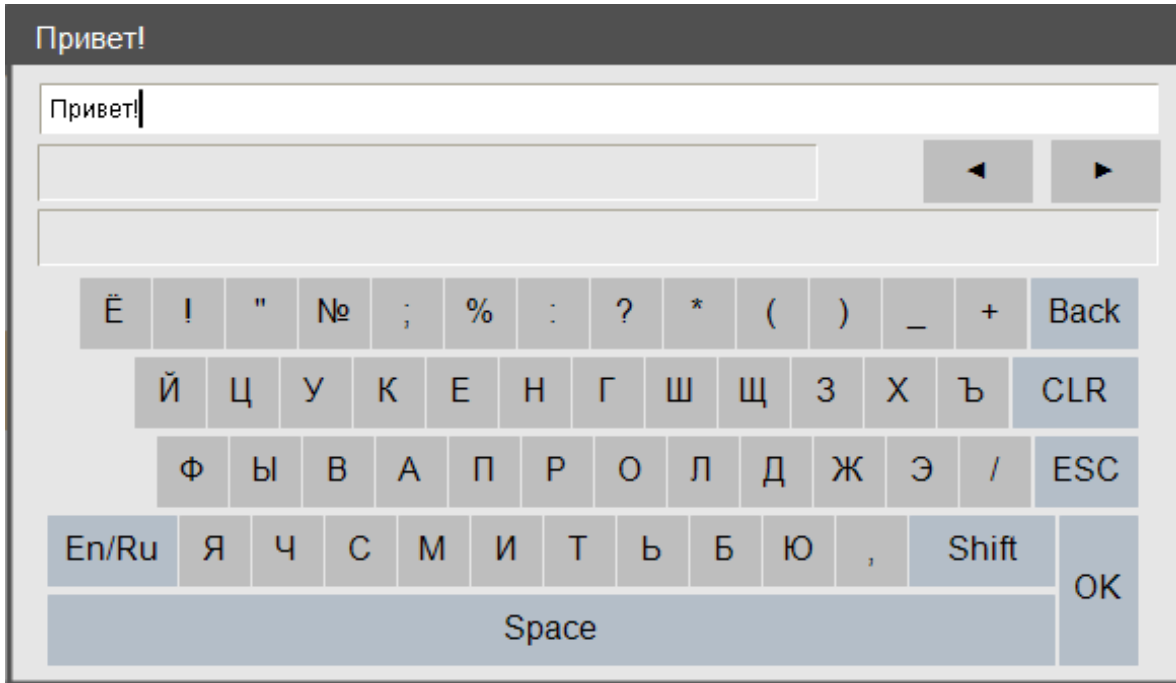 Привет!
Привет!
◄ ►
Ё ! " № ; % : ? * ( ) _ + Back
Й Ц У К Е Н Г Ш Щ З Х Ъ CLR
Ф Ы В А П Р О Л Д Ж Э / ESC
En/Ru Я Ч С М И Т Ь Б Ю , Shift
OK
Space